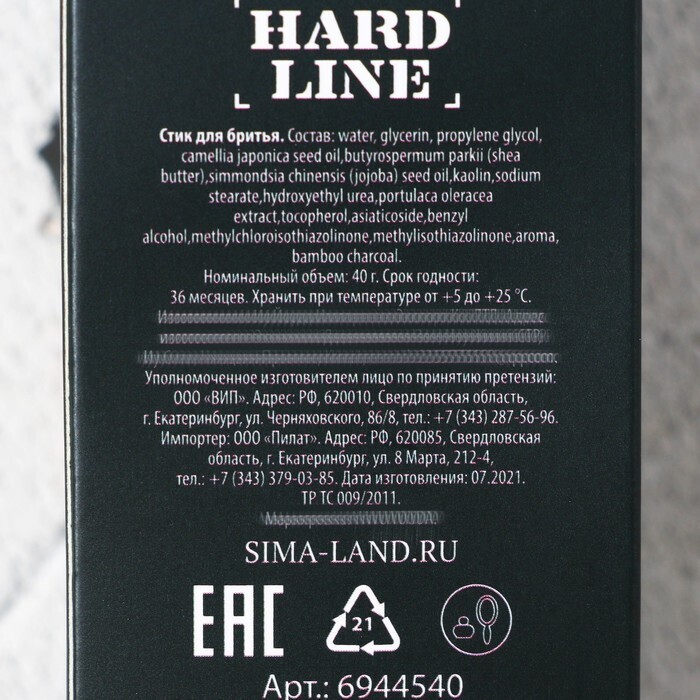 HARD
LINE
Стик для бритья. Состав: water, glycerin, propylene glycol,
camellia japonica seed oil,butyrospermum parkii (shea
butter),simmondsia chinensis (jojoba) seed oil,kaolin,sodium
stearate,hydroxyethyl urea,portulaca oleracea
extract,tocopherol,asiaticoside,benzyl
alcohol,methylchloroisothiazolinone,methylisothiazolinone,aroma,
bamboo charcoal.
Номинальный объем: 40 г. Срок годности:
36 месяцев. Хранить при температуре от +5 до +25 °С.
Уполномоченное изготовителем лицо по принятию претензий:
ООО «ВИП». Адрес: РФ, 620010, Свердловская область,
г. Екатеринбург, ул. Черняховского, 86/8, тел.: +7 (343) 287-56-96.
Импортер: ООО «Пилат». Адрес: РФ, 620085, Свердловская
область, г. Екатеринбург, ул. 8 Марта, 212-4,
тел.: +7 (343) 379-03-85. Дата изготовления: 07.2021.
ТР ТС 009/2011.
SIMA-LAND.RU
EAC
21
Арт.: 6944540